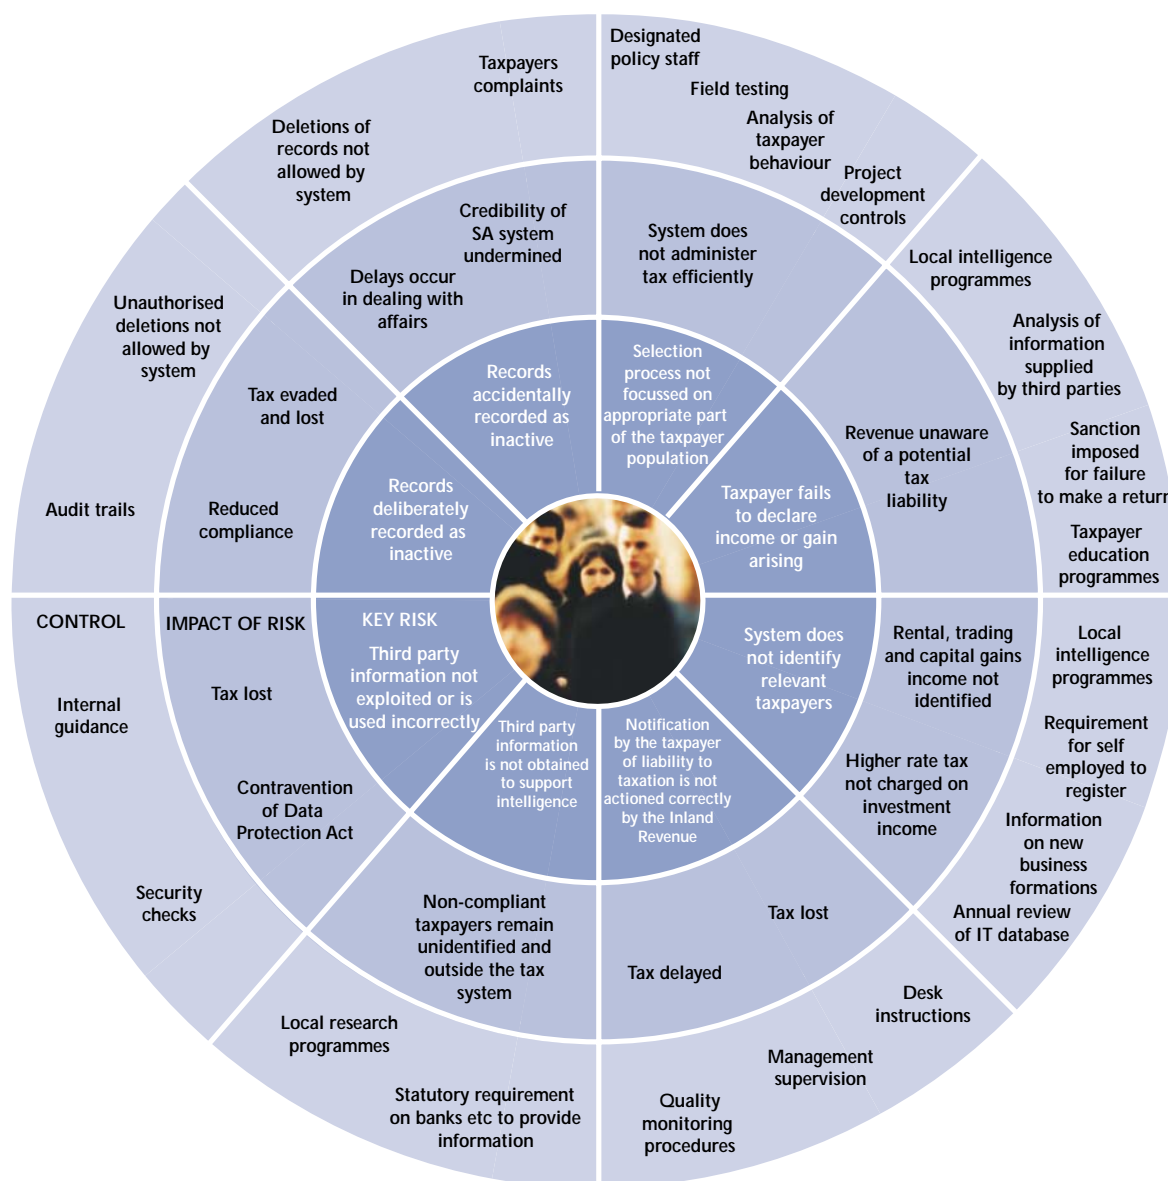 Designated
policy staff
Field testing
Analysis of
taxpayer
behaviour
Project
development
controls
System does
not administer
tax efficiently
Selection
process not
focussed on
appropriate part
of the taxpayer
population
Local intelligence
programmes
Analysis of
information
supplied
by third parties
Sanction
imposed
for failure
to make a return
Taxpayer
education
programmes
Revenue unaware
of a potential
tax
liability
Taxpayer fails
to declare
income or gain
arising
Local
intelligence
programmes
Requirement
for self
employed to
register
Information
on new
business
formations
Annual review
of IT database
Rental, trading
and capital gains
income not
identified
Higher rate tax
not charged on
investment
income
System does
not identify
relevant
taxpayers
Desk
instructions
Management
supervision
Quality
monitoring
procedures
Tax lost
Tax delayed
Notification
by the taxpayer
of liability to
taxation is not
actioned correctly
by the Inland
Revenue
Statutory requirement
on banks etc to provide
information
Local research
programmes
Non-compliant
taxpayers remain
unidentified and
outside the tax
system
Third party
information
is not obtained
to support
intelligence
CONTROL
Internal
guidance
Security
checks
IMPACT OF RISK
Tax lost
Contravention
of Data
Protection Act
KEY RISK
Third party
information not
exploited or is
used incorrectly
Audit trails
Unauthorised
deletions not
allowed by
system
Reduced
compliance
Tax evaded
and lost
Records
deliberately
recorded as
inactive
Deletions of
records not
allowed by
system
Taxpayers
complaints
Delays occur
in dealing with
affairs
Credibility of
SA system
undermined
Records
accidentally
recorded as
inactive